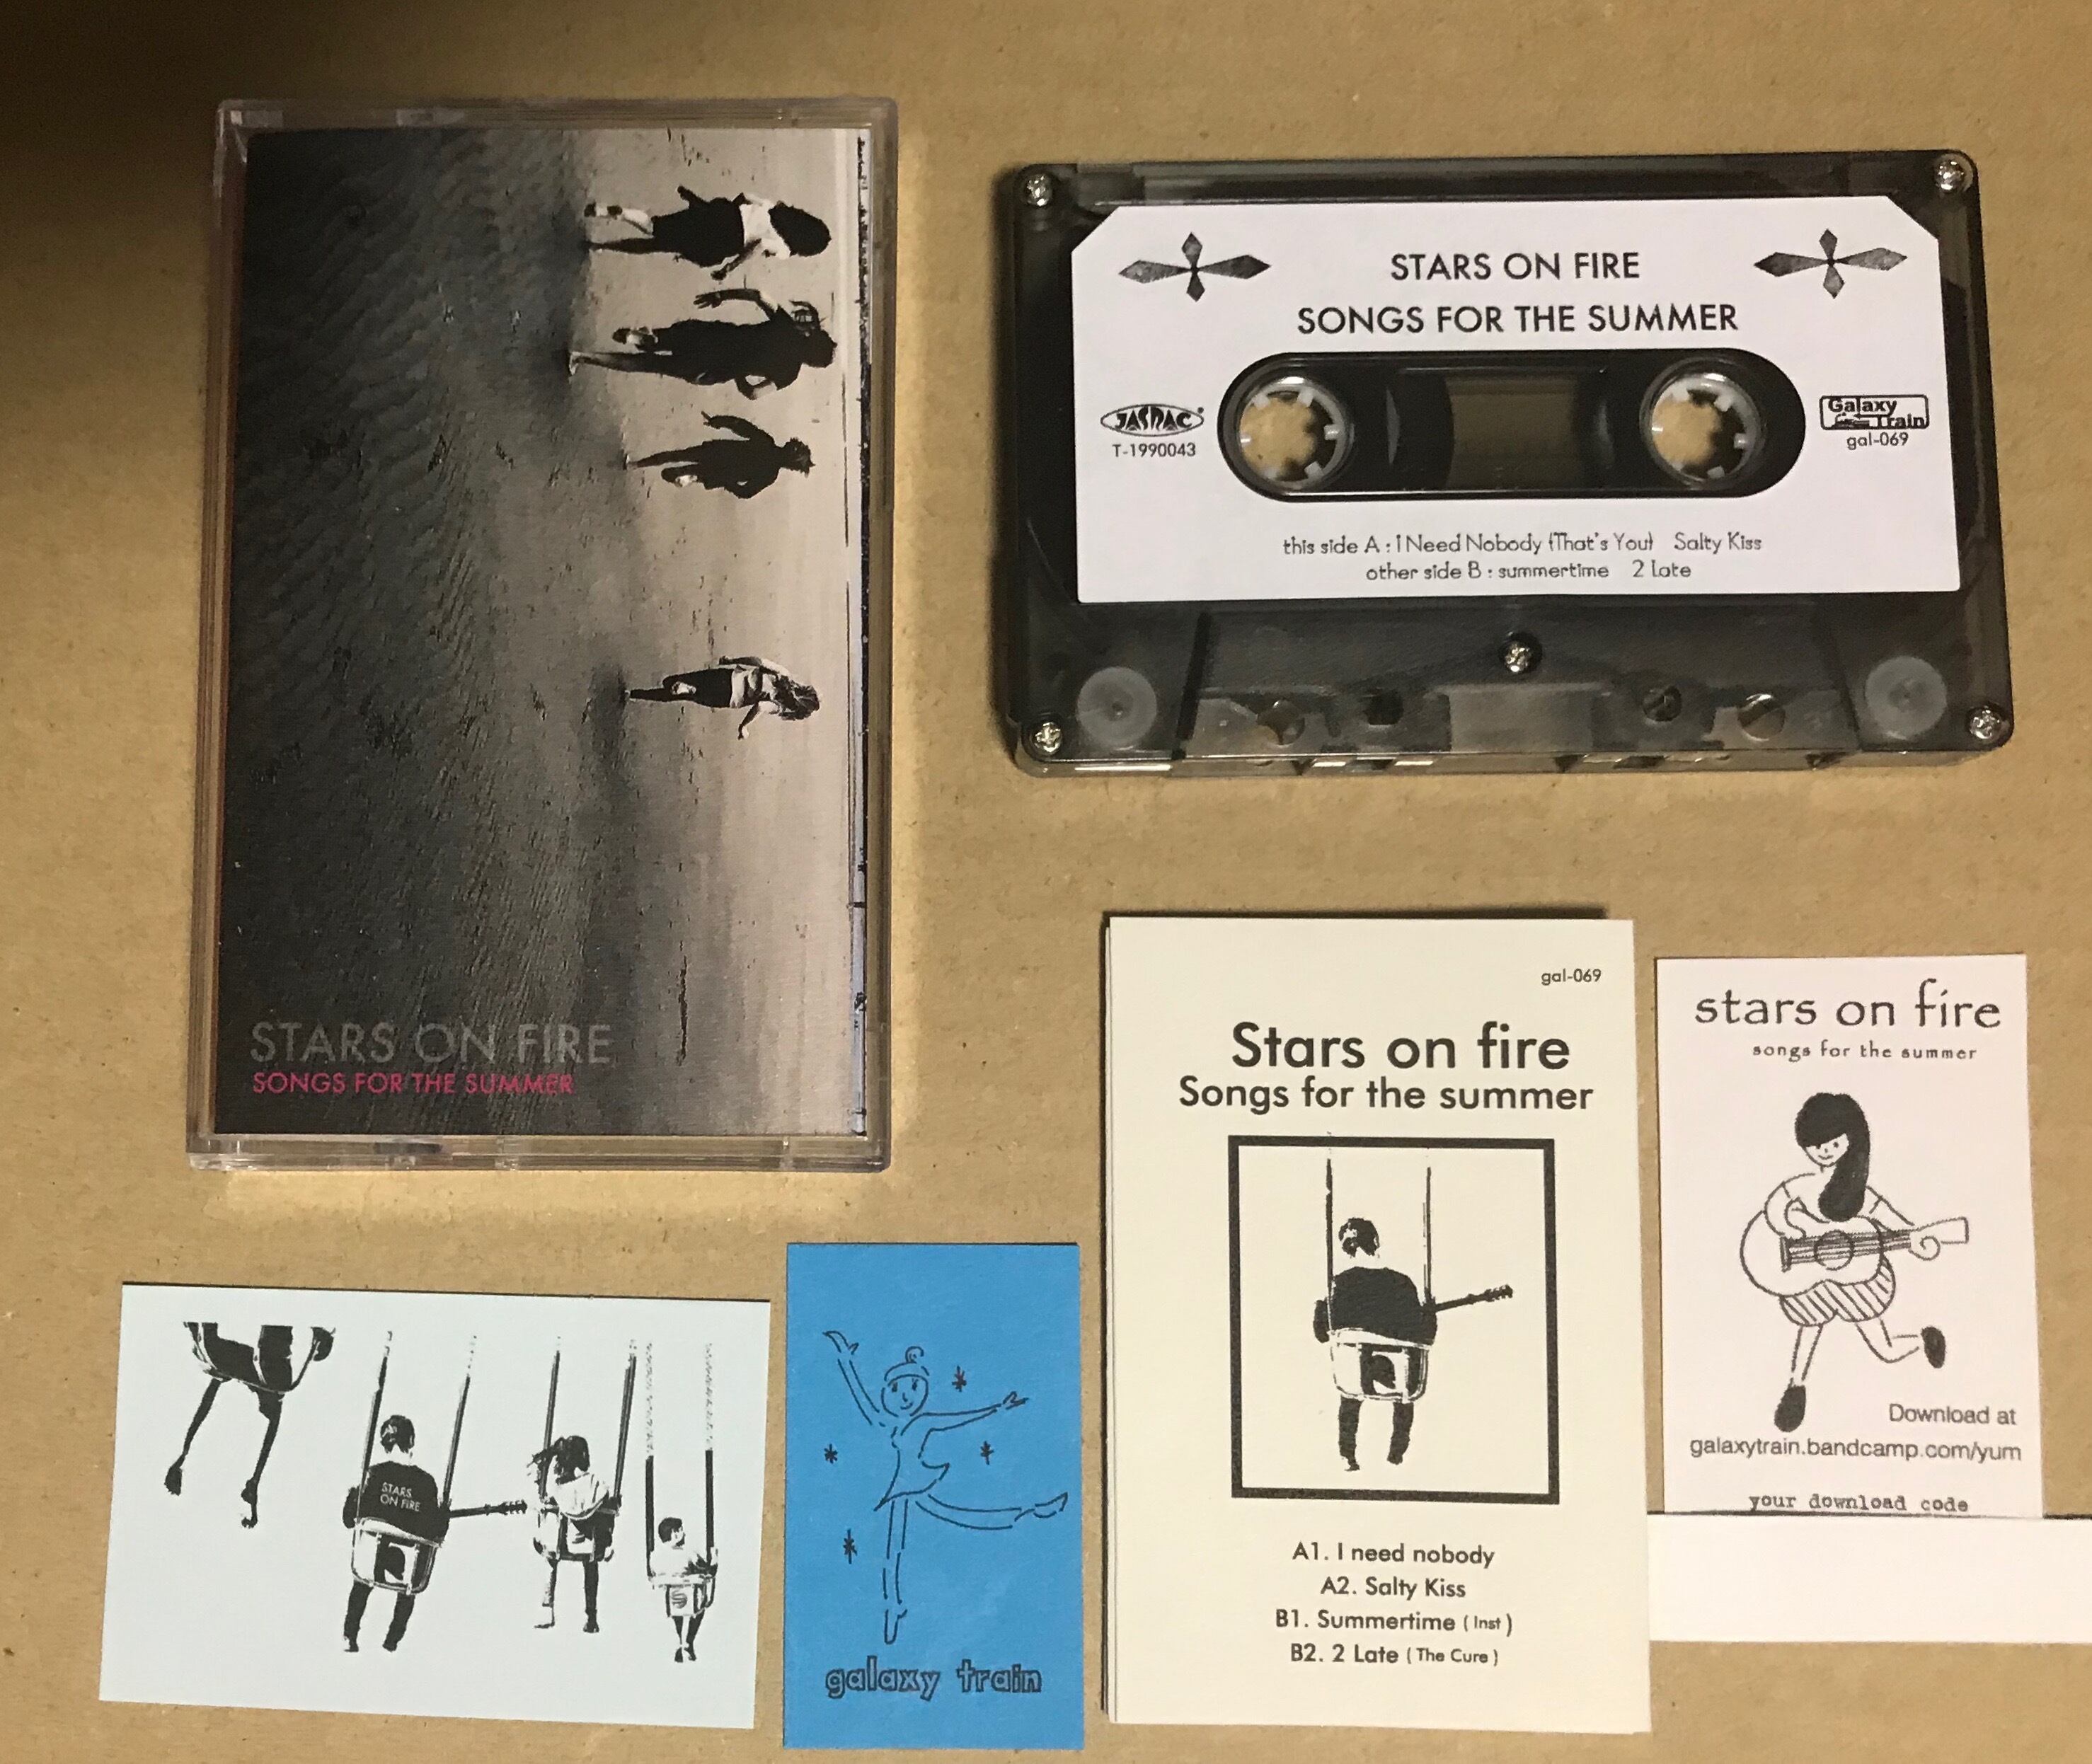 STARS ON FIRE
SONGS FOR THE SUMMER
STARS ON FIRE
SONGS FOR THE SUMMER
JASRAC
T-1990043
Galaxy
Train
gal-069
this side A : I Need Nobody (That's You) Salty Kiss
other side B : summertime 2 Late
gal-069
Stars on fire
Songs for the summer
A1. I need nobody
A2. Salty Kiss
B1. Summertime ( Inst )
B2. 2 Late ( The Cure )
stars on fire
songs for the summer
Download at
galaxytrain.bandcamp.com/yum
your download code
STARS
ON FIRE
galaxy train